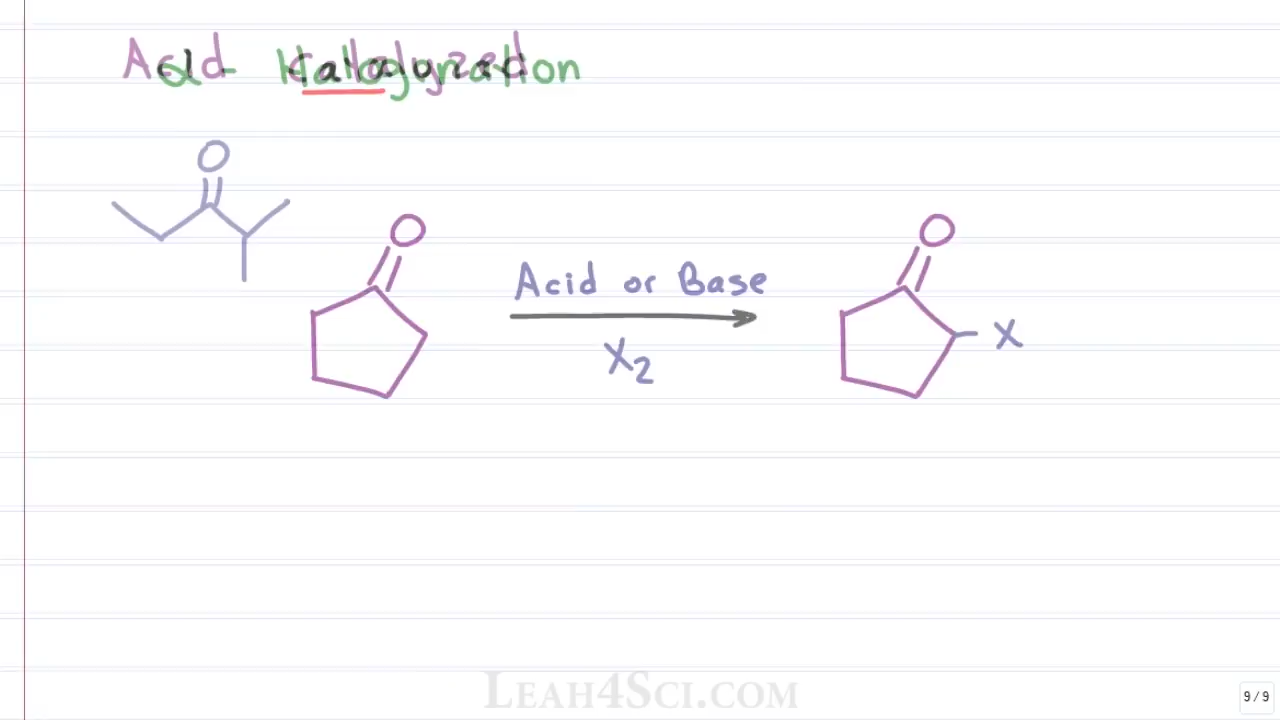 Acid Halogenation
O
O
O
Acid or Base
X2
X
LEAH4SCI.COM
9 / 9